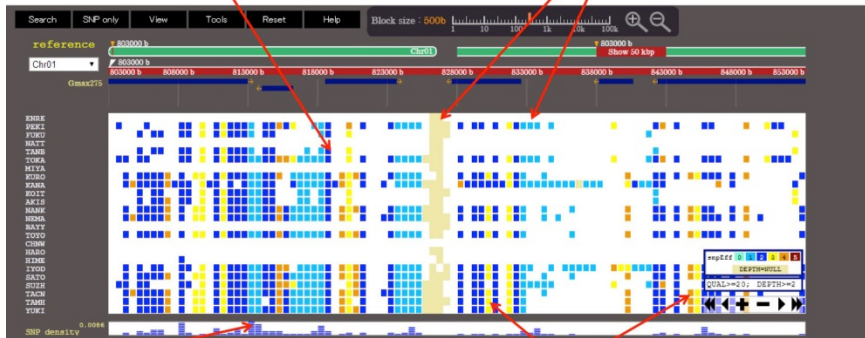 Search SNP only View Tools Reset Help Block size : 500b
1 10 100 1k 10k 100k
reference 803000 b 803000 b
Chr01 Show 50 kbp
Chr01 803000 b
803000 b 808000 b 813000 b 818000 b 823000 b 828000 b 833000 b 838000 b 843000 b 848000 b 853000 b
Gmax275
ENRE
PEKI
FUKU
NATT
TANB
TOKA
MIYA
KURO
KANA
KOIT
AKIS
NANK
NEMA
BAYY
TOYO
CHNW
HARO
HIME
IYOD
SATO
SUZH
TACN
TAMH
YUKI
snpEff 0 1 2 3 4 5
DEPTH=NULL
QUAL>=20; DEPTH>=2
0.0086
SNP density